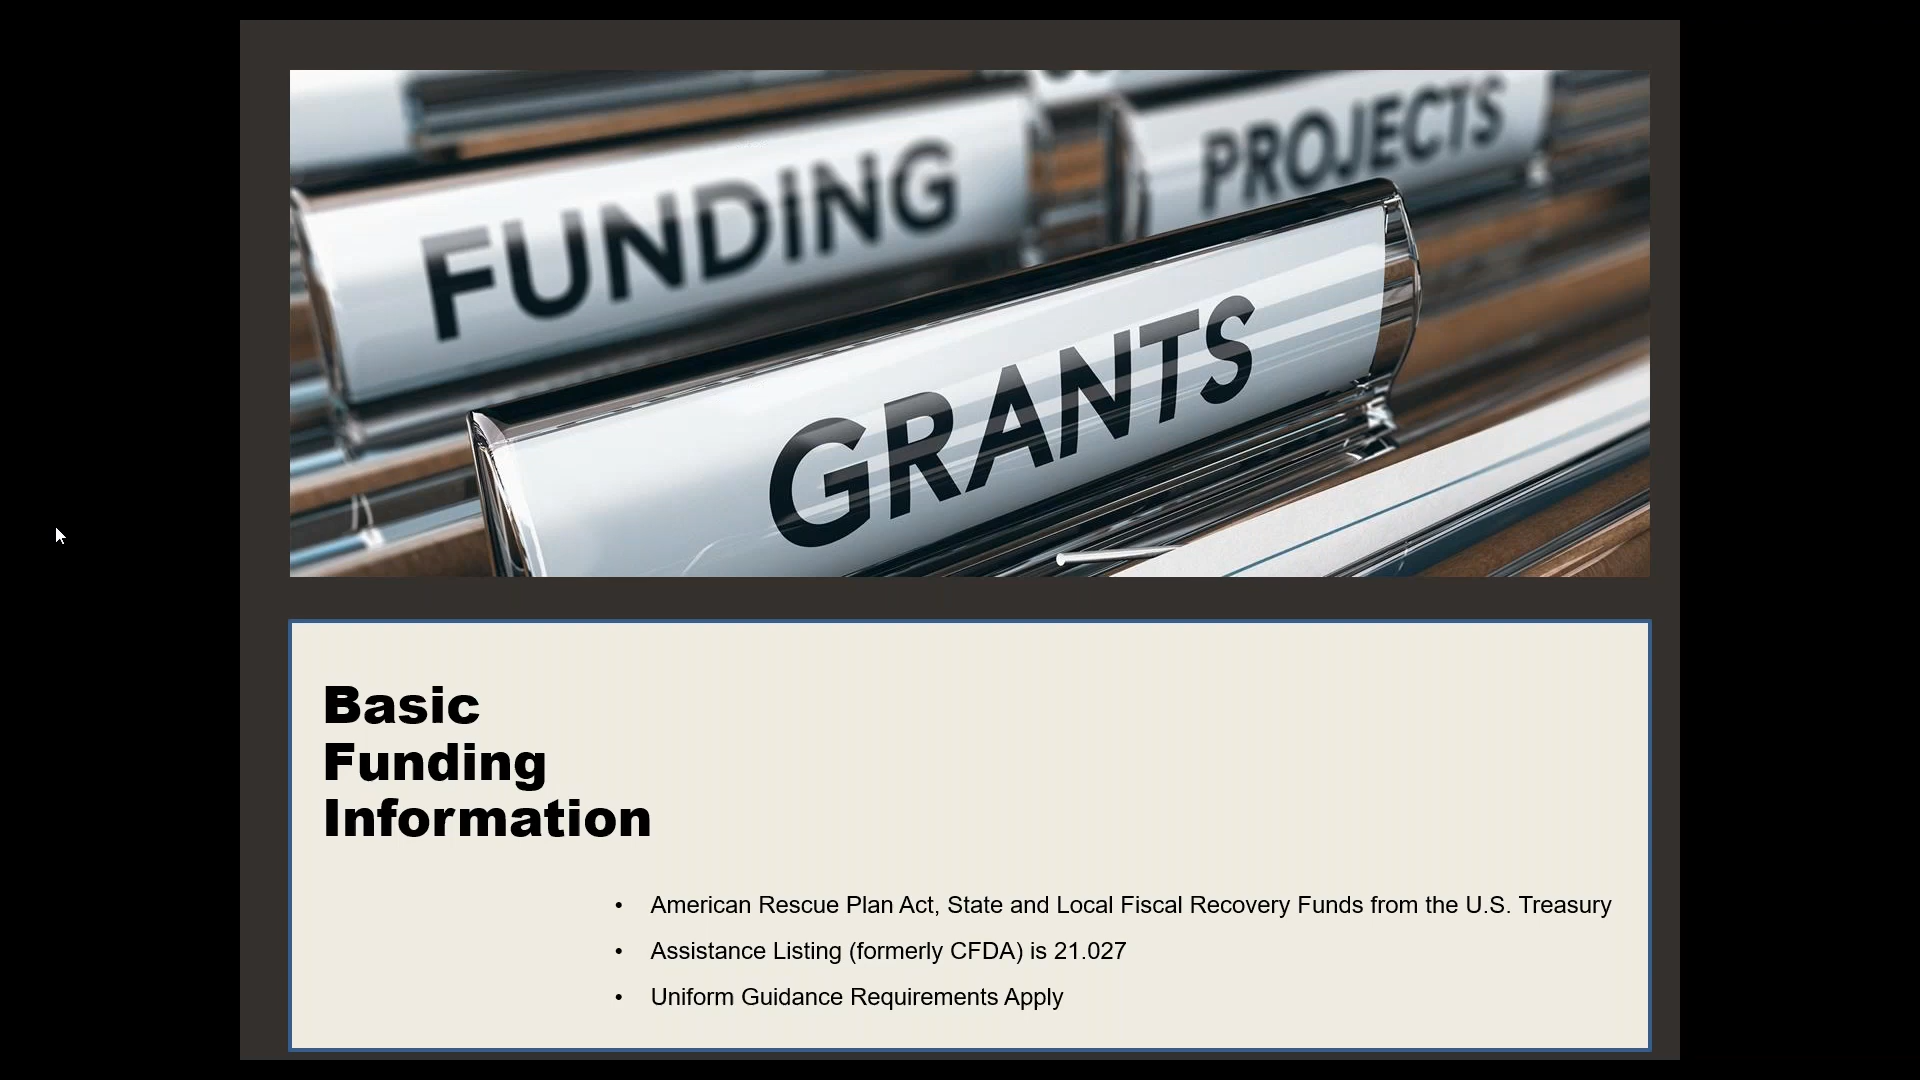 FUNDING
PROJECTS
GRANTS
Basic
Funding
Information
• American Rescue Plan Act, State and Local Fiscal Recovery Funds from the U.S. Treasury
• Assistance Listing (formerly CFDA) is 21.027
• Uniform Guidance Requirements Apply